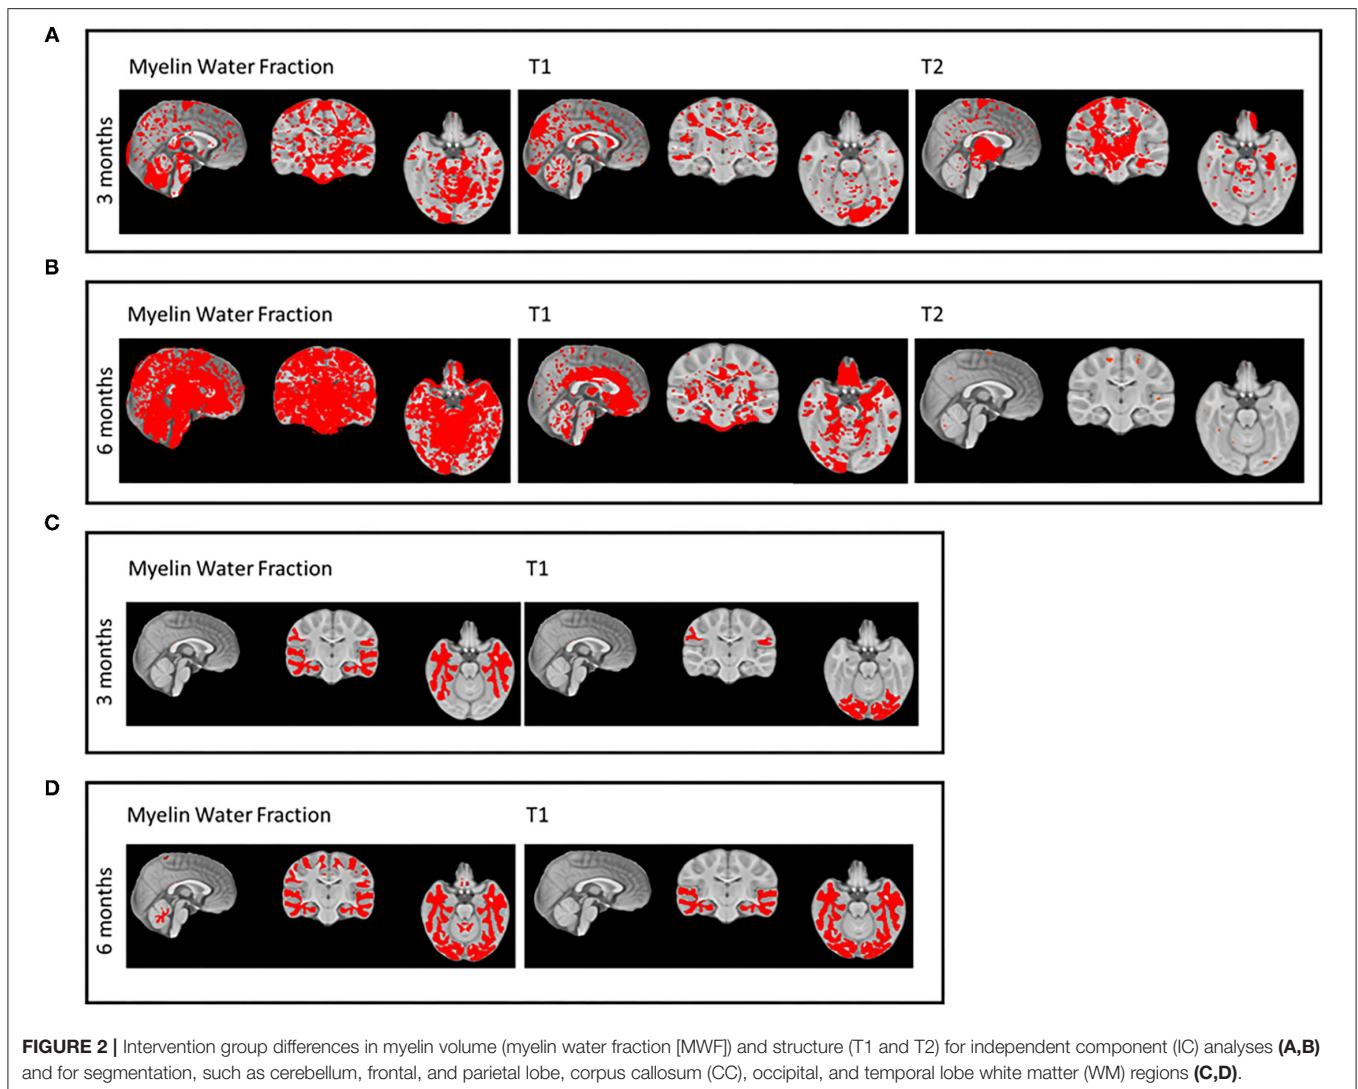 A
Myelin Water Fraction T1 T2
3 months
B
Myelin Water Fraction T1 T2
6 months
C
Myelin Water Fraction T1
3 months
D
Myelin Water Fraction T1
6 months
FIGURE 2 | Intervention group differences in myelin volume (myelin water fraction [MWF]) and structure (T1 and T2) for independent component (IC) analyses (A,B)
and for segmentation, such as cerebellum, frontal, and parietal lobe, corpus callosum (CC), occipital, and temporal lobe white matter (WM) regions (C,D).